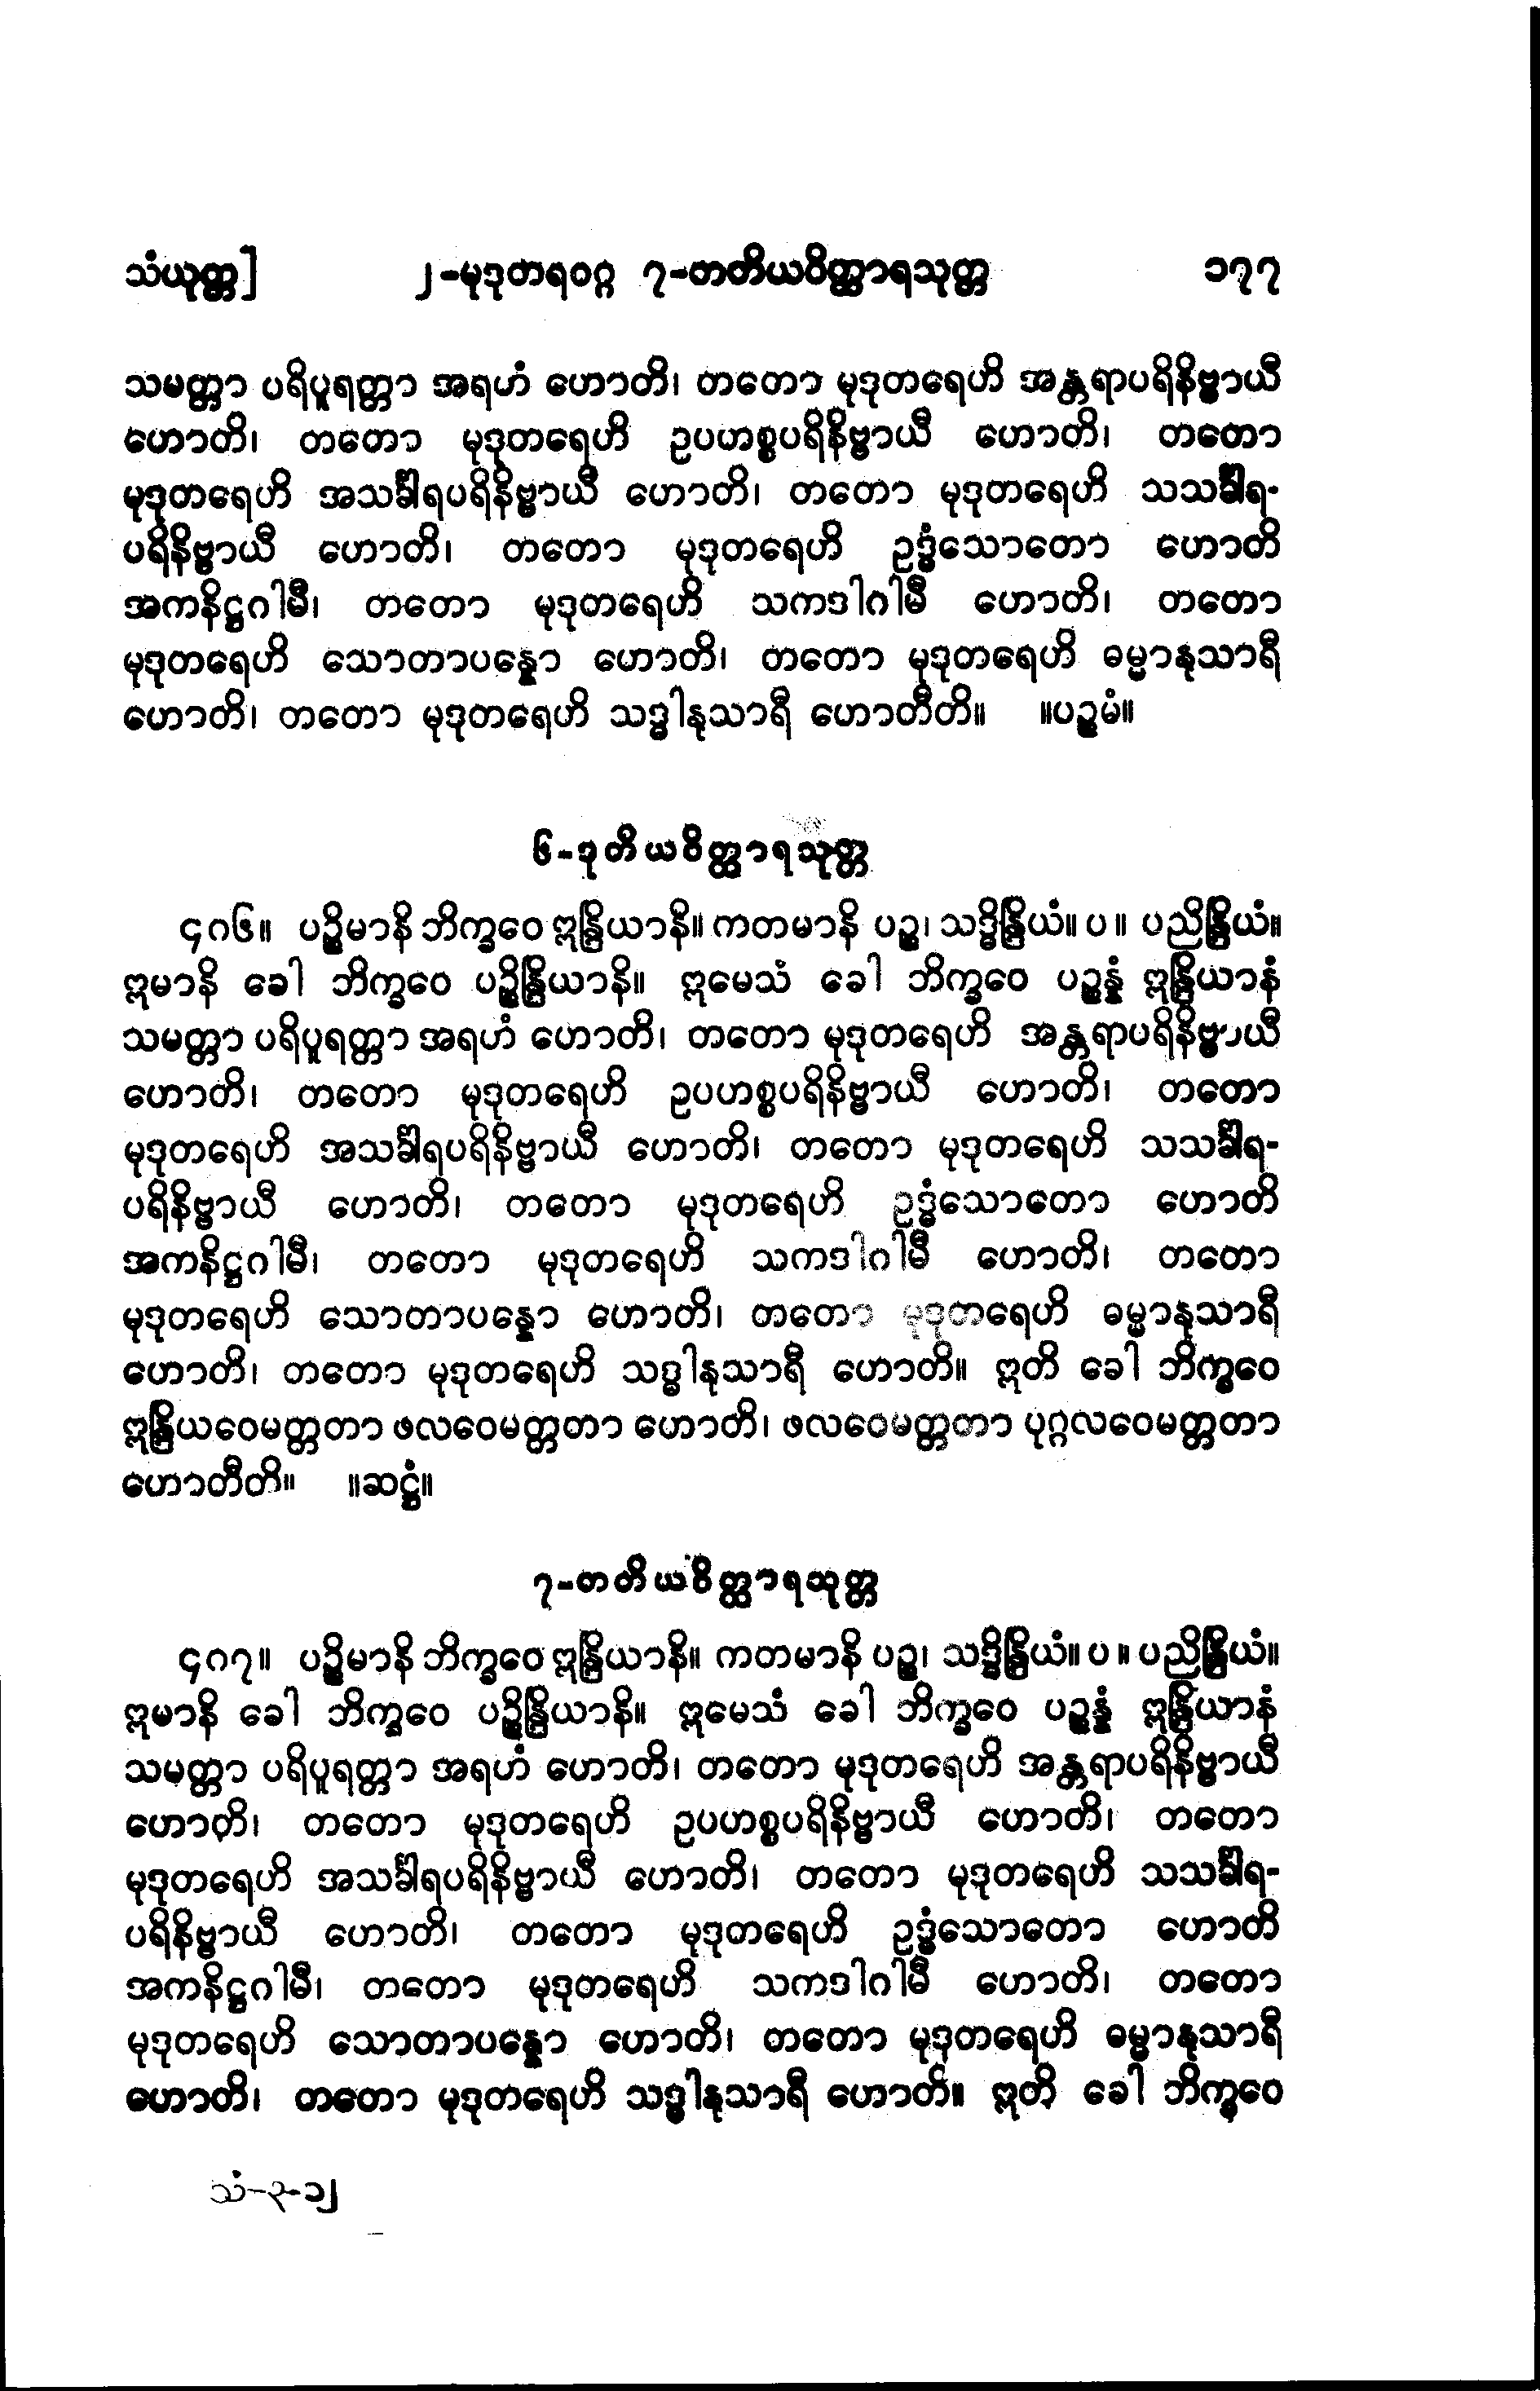 သံယုတ္တ] ၂-မုဒုတရဝဂ္ဂ ၇-တတိယဝိတ္ထာရသုတ္တ ၁၇၇
သမတ္တာ ပရိပူရတ္တာ အရဟံ ဟောတိ၊ တတော မုဒုတရေဟိ အန္တရာပရိနိဗ္ဗာယီ
ဟောတိ၊ တတော မုဒုတရေဟိ ဥပဟစ္စပရိနိဗ္ဗာယီ ဟောတိ၊ တတော
မုဒုတရေဟိ အသင်္ခါရပရိနိဗ္ဗာယီ ဟောတိ၊ တတော မုဒုတရေဟိ သသင်္ခါရ-
ပရိနိဗ္ဗာယီ ဟောတိ၊ တတော မုဒုတရေဟိ ဥဒ္ဓံသောတော ဟောတိ
အကနိဋ္ဌဂါမီ၊ တတော မုဒုတရေဟိ သကဒါဂါမီ ဟောတိ၊ တတော
မုဒုတရေဟိ သောတာပန္နော ဟောတိ၊ တတော မုဒုတရေဟိ ဓမ္မာနုသာရီ
ဟောတိ၊ တတော မုဒုတရေဟိ သဒ္ဓါနုသာရီ ဟောတီတိ။ ။ပဉ္စမံ။
၆-ဒုတိယဝိတ္ထာရသုတ္တ
၄၈၆။ ပဉ္စိမာနိ ဘိက္ခဝေ ဣန္ဒြိယာနိ။ ကတမာနိ ပဉ္စ၊ သဒ္ဓိန္ဒြိယံ။ ပ ။ ပညိန္ဒြိယံ။
ဣမာနိ ခေါ ဘိက္ခဝေ ပဉ္စိန္ဒြိယာနိ။ ဣမေသံ ခေါ ဘိက္ခဝေ ပဉ္စန္နံ ဣန္ဒြိယာနံ
သမတ္တာ ပရိပူရတ္တာ အရဟံ ဟောတိ၊ တတော မုဒုတရေဟိ အန္တရာပရိနိဗ္ဗာယီ
ဟောတိ၊ တတော မုဒုတရေဟိ ဥပဟစ္စပရိနိဗ္ဗာယီ ဟောတိ၊ တတော
မုဒုတရေဟိ အသင်္ခါရပရိနိဗ္ဗာယီ ဟောတိ၊ တတော မုဒုတရေဟိ သသင်္ခါရ-
ပရိနိဗ္ဗာယီ ဟောတိ၊ တတော မုဒုတရေဟိ ဥဒ္ဓံသောတော ဟောတိ
အကနိဋ္ဌဂါမီ၊ တတော မုဒုတရေဟိ သကဒါဂါမီ ဟောတိ၊ တတော
မုဒုတရေဟိ သောတာပန္နော ဟောတိ၊ တတော မုဒုတရေဟိ ဓမ္မာနုသာရီ
ဟောတိ၊ တတော မုဒုတရေဟိ သဒ္ဓါနုသာရီ ဟောတိ။ ဣတိ ခေါ ဘိက္ခဝေ
ဣန္ဒြိယဝေမတ္တတာ ဖလဝေမတ္တတာ ဟောတိ၊ ဖလဝေမတ္တတာ ပုဂ္ဂလဝေမတ္တတာ
ဟောတီတိ။ ။ဆဋ္ဌံ။
၇-တတိယဝိတ္ထာရသုတ္တ
၄၈၇။ ပဉ္စိမာနိ ဘိက္ခဝေ ဣန္ဒြိယာနိ။ ကတမာနိ ပဉ္စ၊ သဒ္ဓိန္ဒြိယံ။ ပ ။ ပညိန္ဒြိယံ။
ဣမာနိ ခေါ ဘိက္ခဝေ ပဉ္စိန္ဒြိယာနိ။ ဣမေသံ ခေါ ဘိက္ခဝေ ပဉ္စန္နံ ဣန္ဒြိယာနံ
သမတ္တာ ပရိပူရတ္တာ အရဟံ ဟောတိ၊ တတော မုဒုတရေဟိ အန္တရာပရိနိဗ္ဗာယီ
ဟောတိ၊ တတော မုဒုတရေဟိ ဥပဟစ္စပရိနိဗ္ဗာယီ ဟောတိ၊ တတော
မုဒုတရေဟိ အသင်္ခါရပရိနိဗ္ဗာယီ ဟောတိ၊ တတော မုဒုတရေဟိ သသင်္ခါရ-
ပရိနိဗ္ဗာယီ ဟောတိ၊ တတော မုဒုတရေဟိ ဥဒ္ဓံသောတော ဟောတိ
အကနိဋ္ဌဂါမီ၊ တတော မုဒုတရေဟိ သကဒါဂါမီ ဟောတိ၊ တတော
မုဒုတရေဟိ သောတာပန္နော ဟောတိ၊ တတော မုဒုတရေဟိ ဓမ္မာနုသာရီ
ဟောတိ၊ တတော မုဒုတရေဟိ သဒ္ဓါနုသာရီ ဟောတိ။ ဣတိ ခေါ ဘိက္ခဝေ
သံ-၃-၁၂